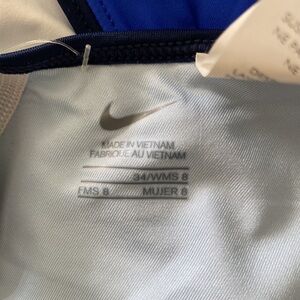 MADE IN VIETNAM
FABRIQUÉ AU VIETNAM
34/WMS 8
FMS 8 MUJER 8